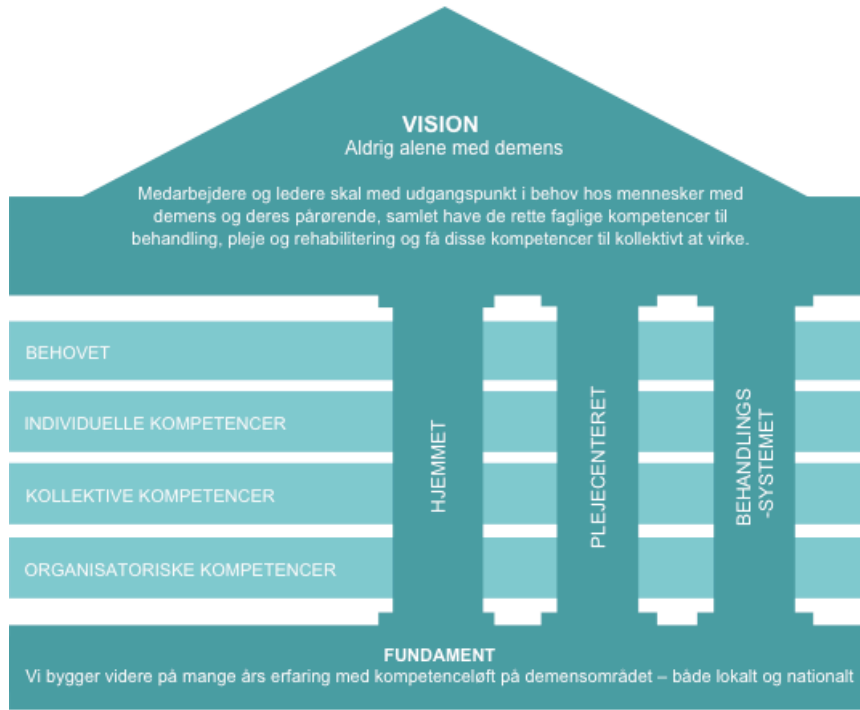 VISION
Aldrig alene med demens
Medarbejdere og ledere skal med udgangspunkt i behov hos mennesker med
demens og deres pårørende, samlet have de rette faglige kompetencer til
behandling, pleje og rehabilitering og få disse kompetencer til kollektivt at virke.
BEHOVET
INDIVIDUELLE KOMPETENCER
KOLLEKTIVE KOMPETENCER
ORGANISATORISKE KOMPETENCER
HJEMMET
PLEJECENTERET
BEHANDLINGS
-SYSTEMET
FUNDAMENT
Vi bygger videre på mange års erfaring med kompetenceløft på demensområdet – både lokalt og nationalt